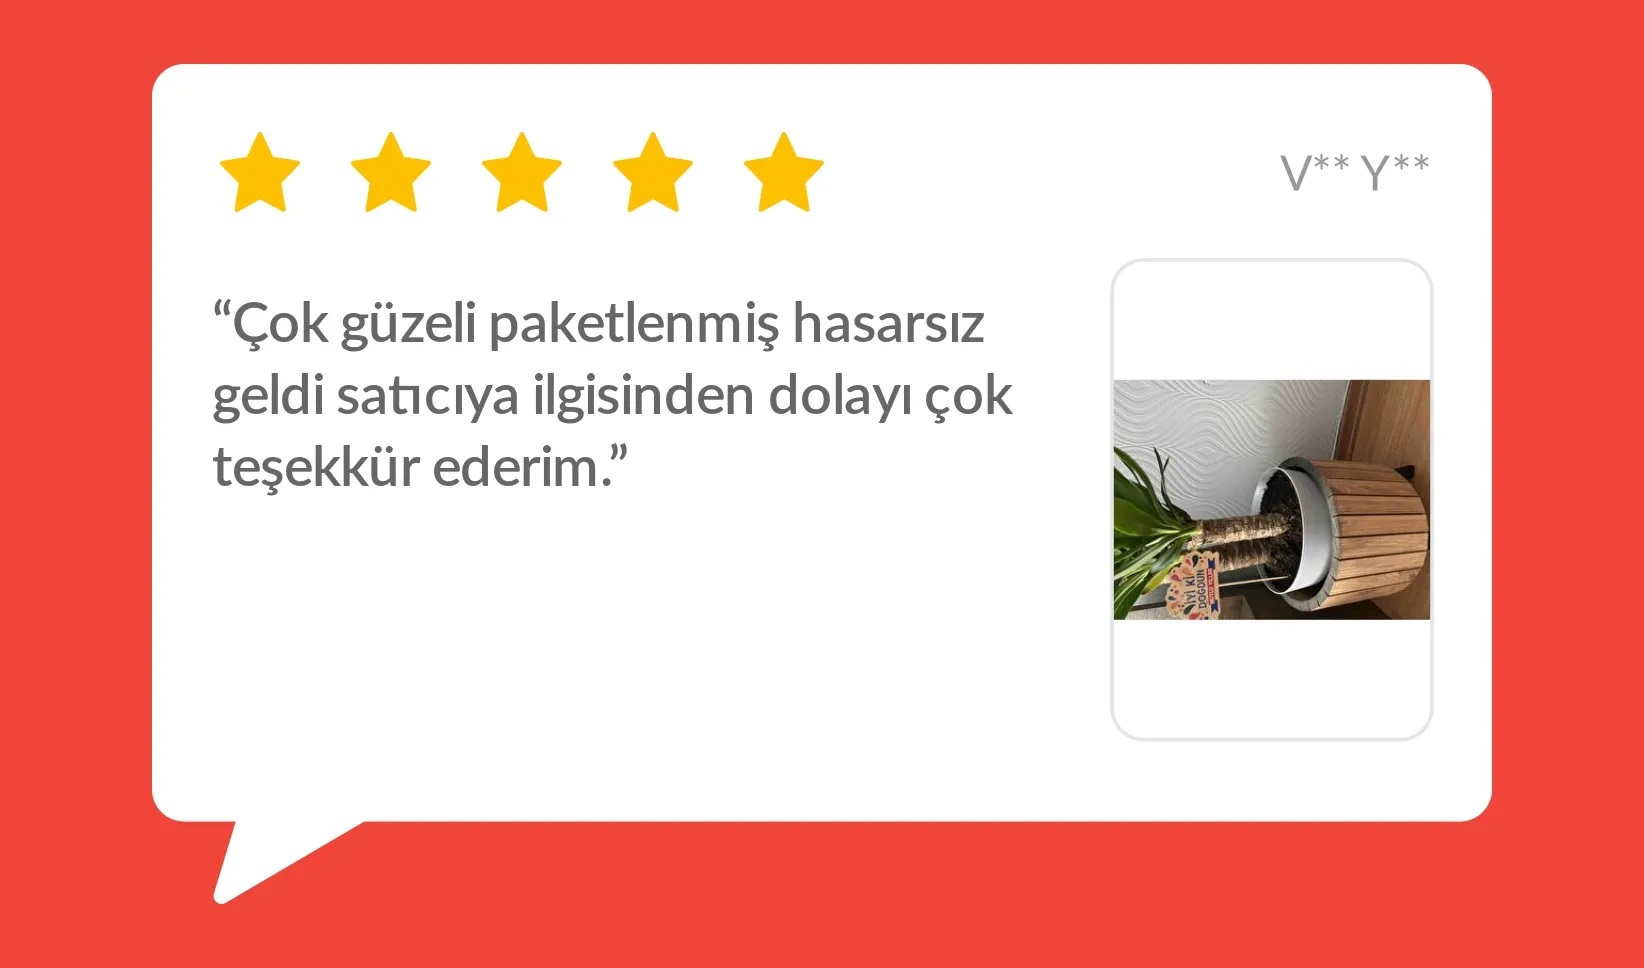 V** Y**
“Çok güzeli paketlenmiş hasarsız
geldi satıcıya ilgisinden dolayı çok
teşekkür ederim.”
İYİ Kİ
DOĞDUN